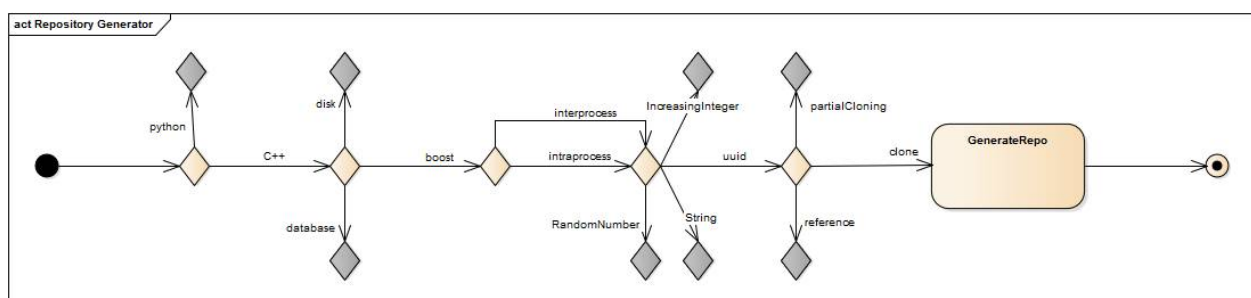 act Repository Generator
disk
IncreasingInteger
partialCloning
interprocess
python
C++
boost
intraprocess
uuid
clone
GenerateRepo
database
RandomNumber
String
reference